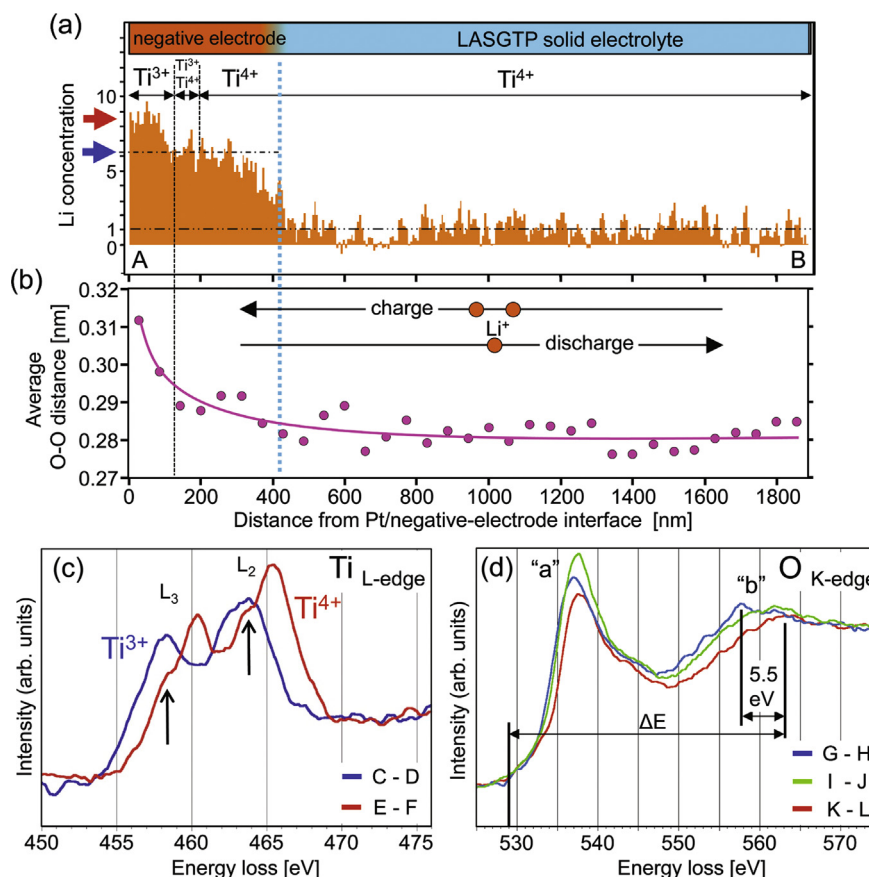 (a)
negative electrode
LASGTP solid electrolyte
Ti3+
Ti3+
Ti4+
Ti4+
Ti4+
Li concentration
10
5
1
0
A
B
(b)
Average
O-O distance [nm]
0.32
0.31
0.30
0.29
0.28
0.27
charge
Li+
discharge
0 200 400 600 800 1000 1200 1400 1600 1800
Distance from Pt/negative-electrode interface [nm]
(c)
Ti L-edge
L3
L2
Ti3+
Ti4+
Intensity (arb. units)
C - D
E - F
450 455 460 465 470 475
Energy loss [eV]
(d)
"a"
"b"
O K-edge
5.5
eV
ΔE
Intensity (arb. units)
G - H
I - J
K - L
530 540 550 560 570
Energy loss [eV]